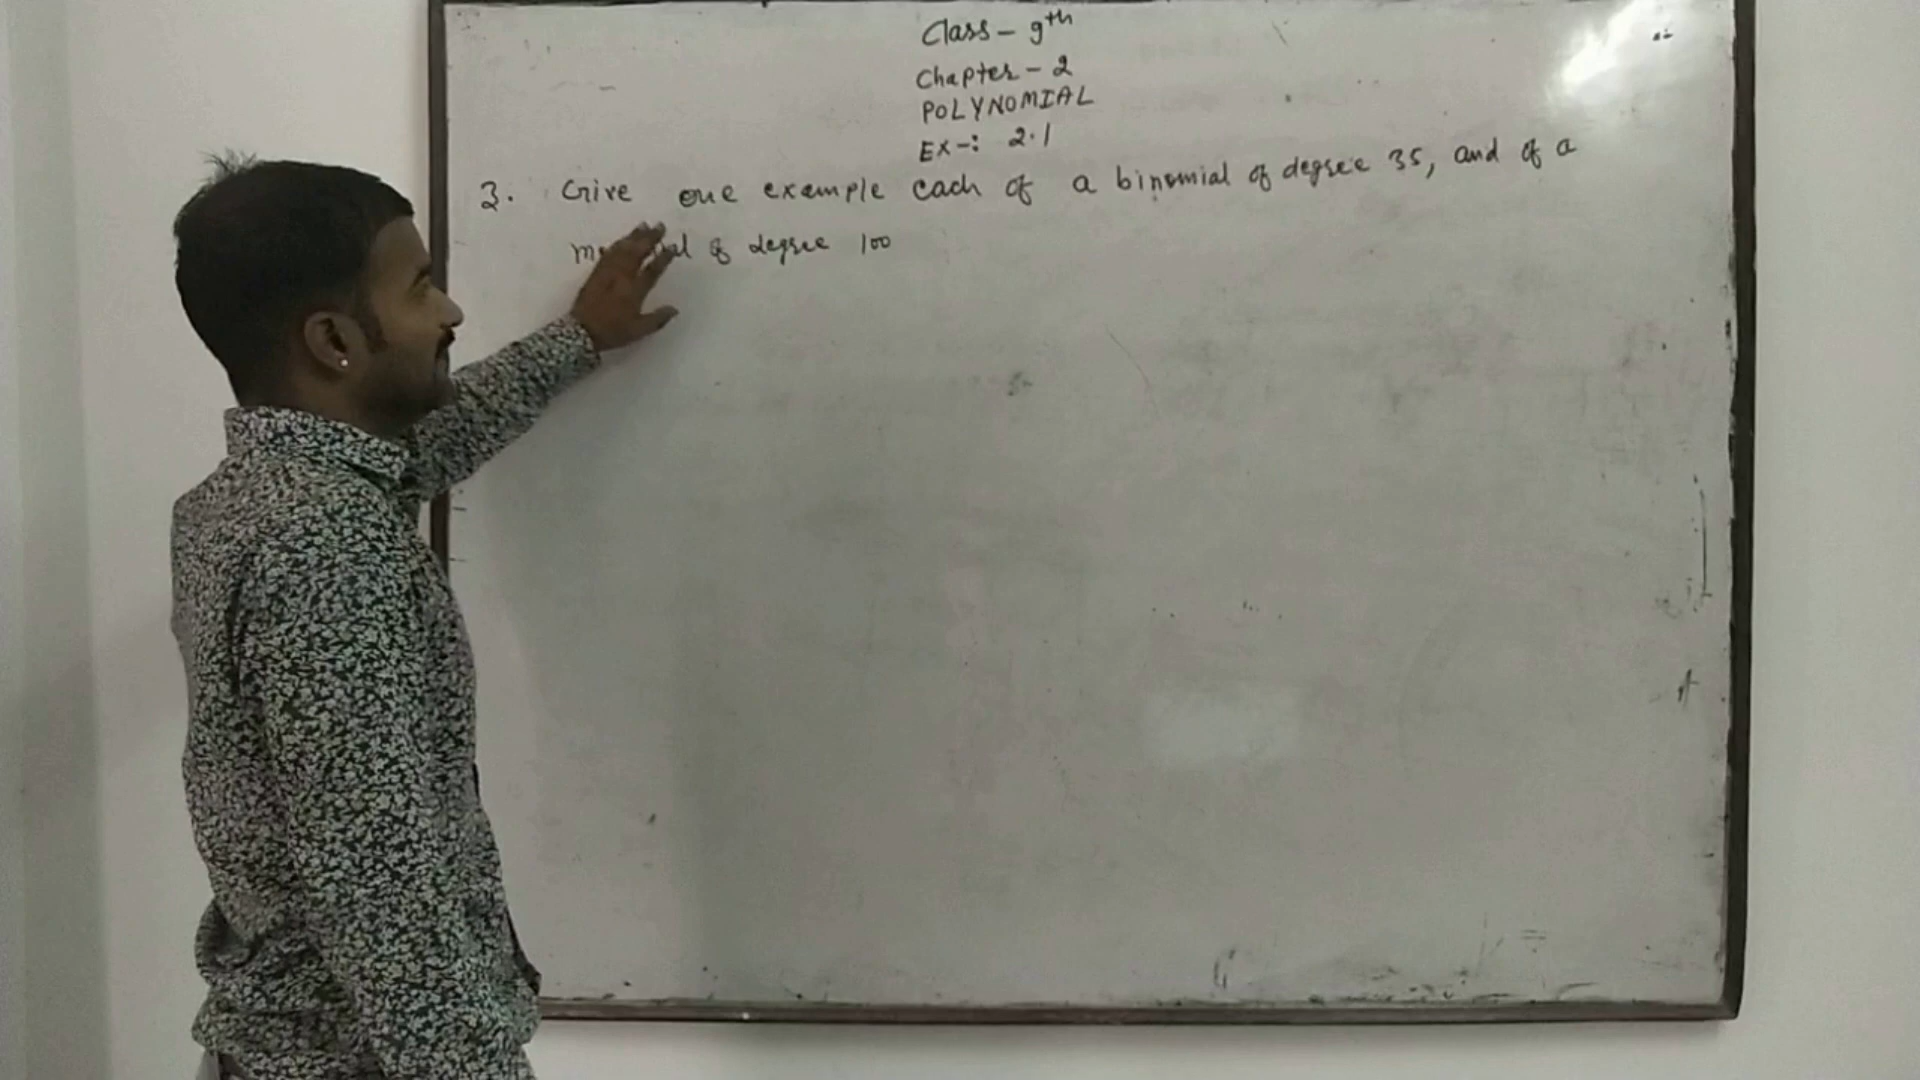 Class - 9th
Chapter - 2
POLYNOMIAL
Ex-: 2.1
3. Give one example each of a binomial of degree 35, and of a
of degree 100